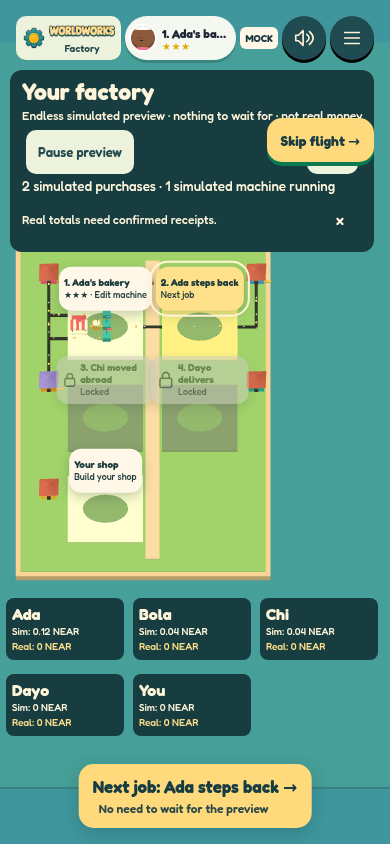 WORLDWORKS
Factory
1. Ada's ba...
★★★
MOCK
Your factory
Endless simulated preview · nothing to wait for · not real money
Skip flight →
Pause preview
2 simulated purchases · 1 simulated machine running
Real totals need confirmed receipts.
×
1. Ada's bakery
★★★ · Edit machine
2. Ada steps back
Next job
3. Chi moved
abroad
Locked
4. Dayo
delivers
Locked
Your shop
Build your shop
Ada
Sim: 0.12 NEAR
Real: 0 NEAR
Bola
Sim: 0.04 NEAR
Real: 0 NEAR
Chi
Sim: 0.04 NEAR
Real: 0 NEAR
Dayo
Sim: 0 NEAR
Real: 0 NEAR
You
Sim: 0 NEAR
Real: 0 NEAR
Next job: Ada steps back →
No need to wait for the preview